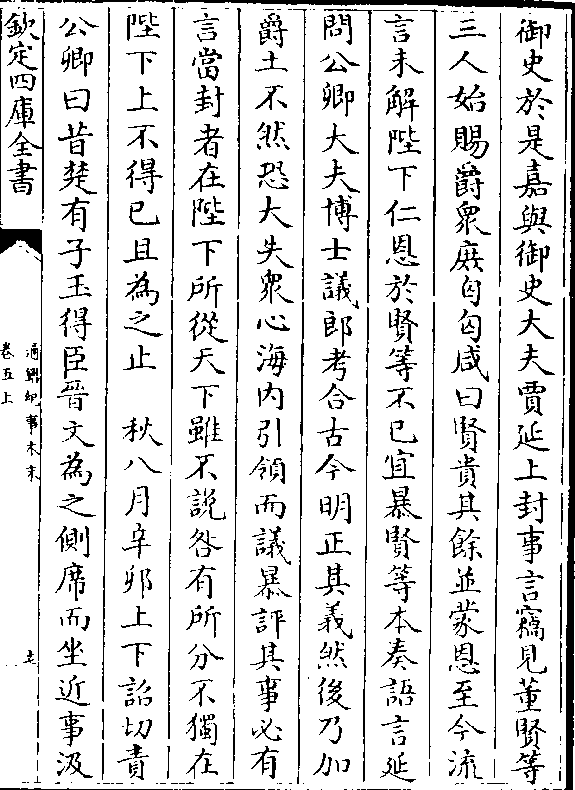 御史於是嘉與御史大夫賈延上封事言竊見董賢等
三人始賜爵衆庻匈匈咸曰賢貴其餘並蒙恩至今流
言未解陛下仁恩於賢等不已宜暴賢等本奏語言延
問公卿大夫博士議郎考合古今明正其義然後乃加
爵土不然恐大失衆心海内引領而議暴評其事必有
言當封者在陛下所從天下雖不說咎有所分不獨在
陛下上不得已且為之止 秋八月辛卯上下詔切責
公卿曰昔楚有子玉得臣晉文為之側席而坐近事汲
欽定四庫全書
通鑑紀事本末
卷五上